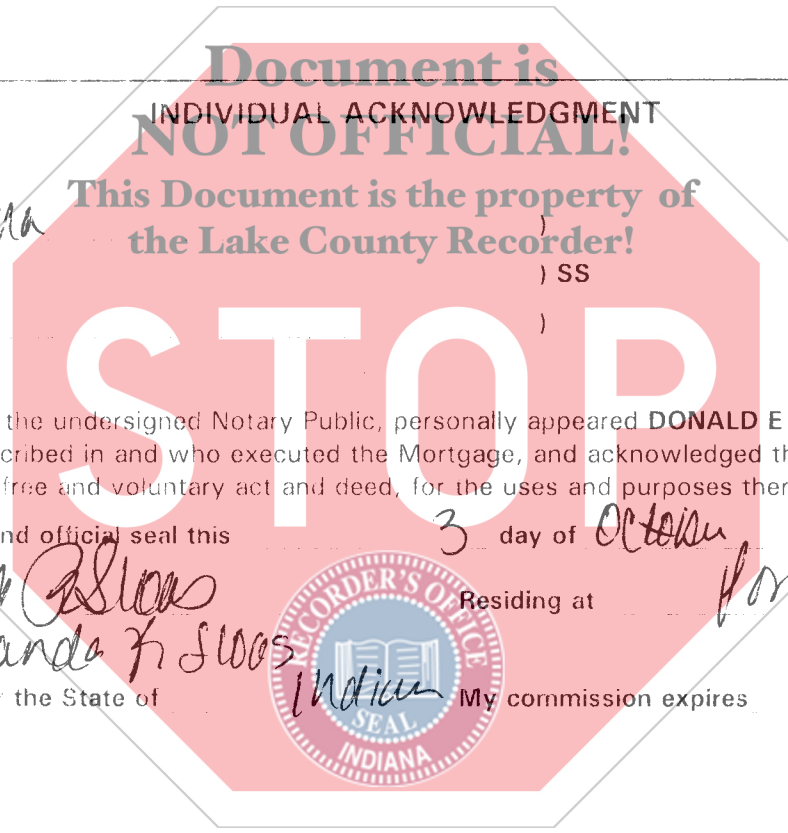 Document is
INDIVIDUAL ACKNOWLEDGMENT
NOT OFFICIAL!
This Document is the property of
the Lake County Recorder!
)
) SS
)
STOP
the undersigned Notary Public, personally appeared DONALD E
cribed in and who executed the Mortgage, and acknowledged th
free and voluntary act and deed, for the uses and purposes ther
nd official seal this 3 day of October
Residing at
anda K Sloas
the State of Indiana My commission expires
RECORDER'S OFFICE
SEAL
INDIANA